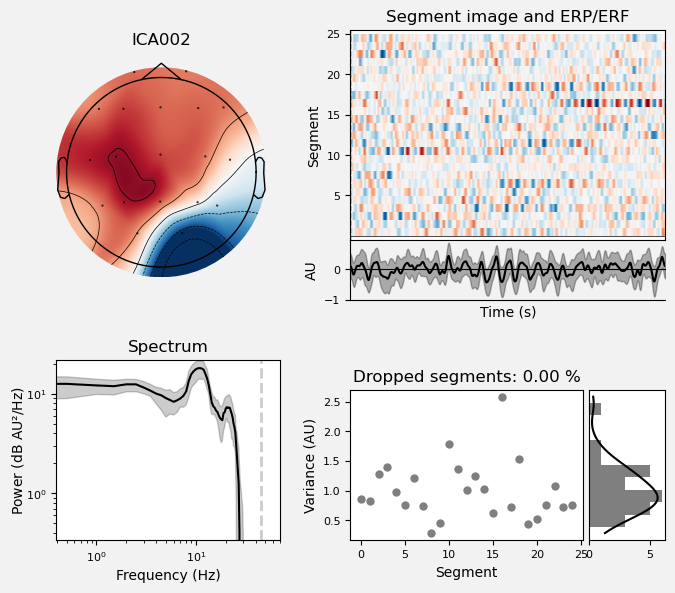 ICA002
Segment image and ERP/ERF
Segment
25
20
15
10
5
AU
0
−1
Time (s)
Spectrum
Power (dB AU²/Hz)
10¹
10⁰
10⁰ 10¹
Frequency (Hz)
Dropped segments: 0.00 %
Variance (AU)
2.5
2.0
1.5
1.0
0.5
0 5 10 15 20 25
Segment
0 5